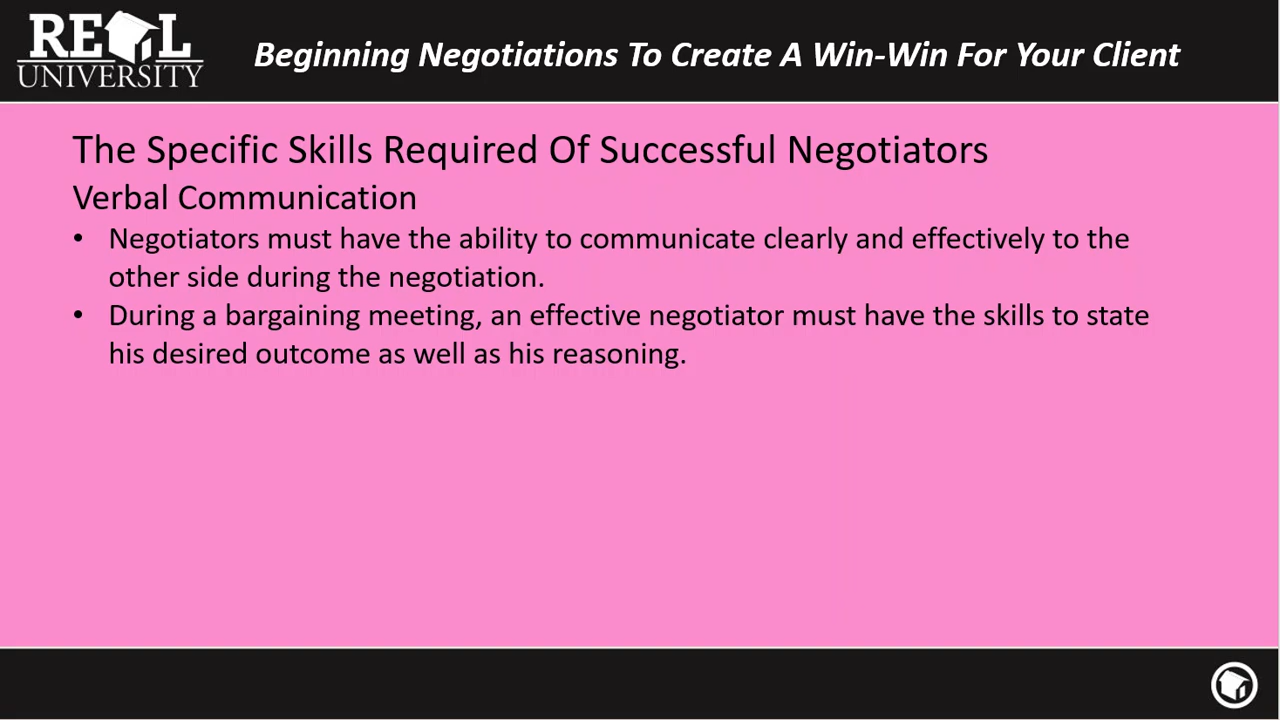 REAL
UNIVERSITY
Beginning Negotiations To Create A Win-Win For Your Client
The Specific Skills Required Of Successful Negotiators
Verbal Communication
• Negotiators must have the ability to communicate clearly and effectively to the
other side during the negotiation.
• During a bargaining meeting, an effective negotiator must have the skills to state
his desired outcome as well as his reasoning.